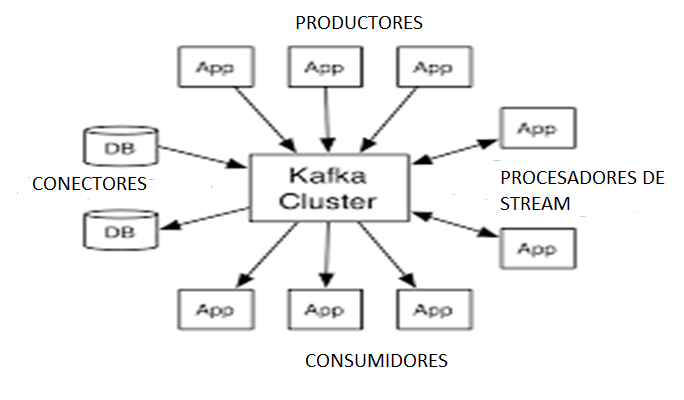 PRODUCTORES
App
App
App
DB
App
CONECTORES
Kafka
Cluster
PROCESADORES DE
STREAM
DB
App
App
App
App
CONSUMIDORES